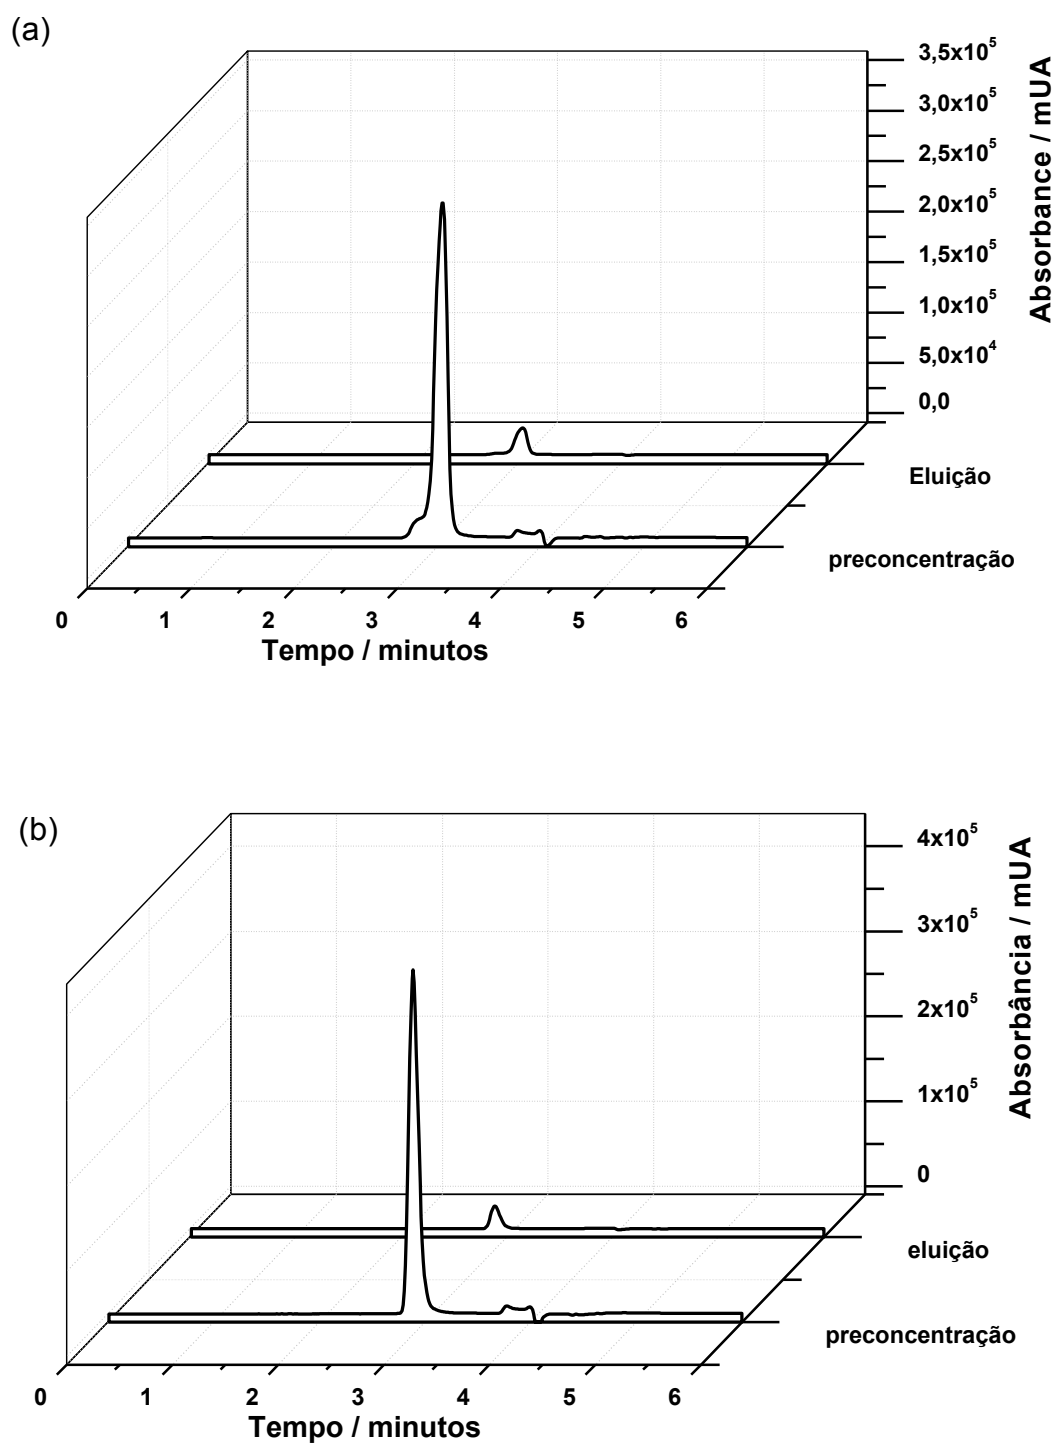 (a)
3,5x10⁵
3,0x10⁵
2,5x10⁵
2,0x10⁵
1,5x10⁵
1,0x10⁵
5,0x10⁴
0,0
Absorbance / mUA
Eluição
preconcentração
0 1 2 3 4 5 6
Tempo / minutos
(b)
4x10⁵
3x10⁵
2x10⁵
1x10⁵
0
Absorbância / mUA
eluição
preconcentração
0 1 2 3 4 5 6
Tempo / minutos